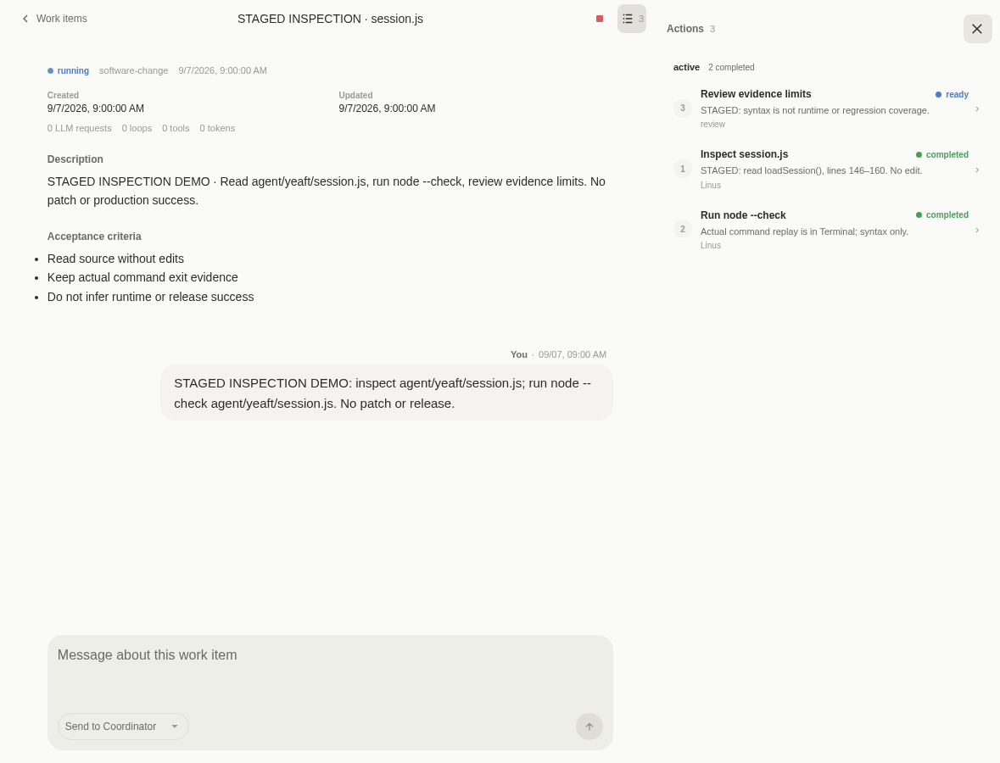 Work items
STAGED INSPECTION · session.js
3
running software-change 9/7/2026, 9:00:00 AM
Created
9/7/2026, 9:00:00 AM
Updated
9/7/2026, 9:00:00 AM
0 LLM requests 0 loops 0 tools 0 tokens
Description
STAGED INSPECTION DEMO · Read agent/yeaft/session.js, run node --check, review evidence limits. No
patch or production success.
Acceptance criteria
Read source without edits
Keep actual command exit evidence
Do not infer runtime or release success
You · 09/07, 09:00 AM
STAGED INSPECTION DEMO: inspect agent/yeaft/session.js; run node --
check agent/yeaft/session.js. No patch or release.
Message about this work item
Send to Coordinator
Actions 3
active 2 completed
3
Review evidence limits
ready
STAGED: syntax is not runtime or regression coverage.
review
1
Inspect session.js
completed
STAGED: read loadSession(), lines 146–160. No edit.
Linus
2
Run node --check
completed
Actual command replay is in Terminal; syntax only.
Linus